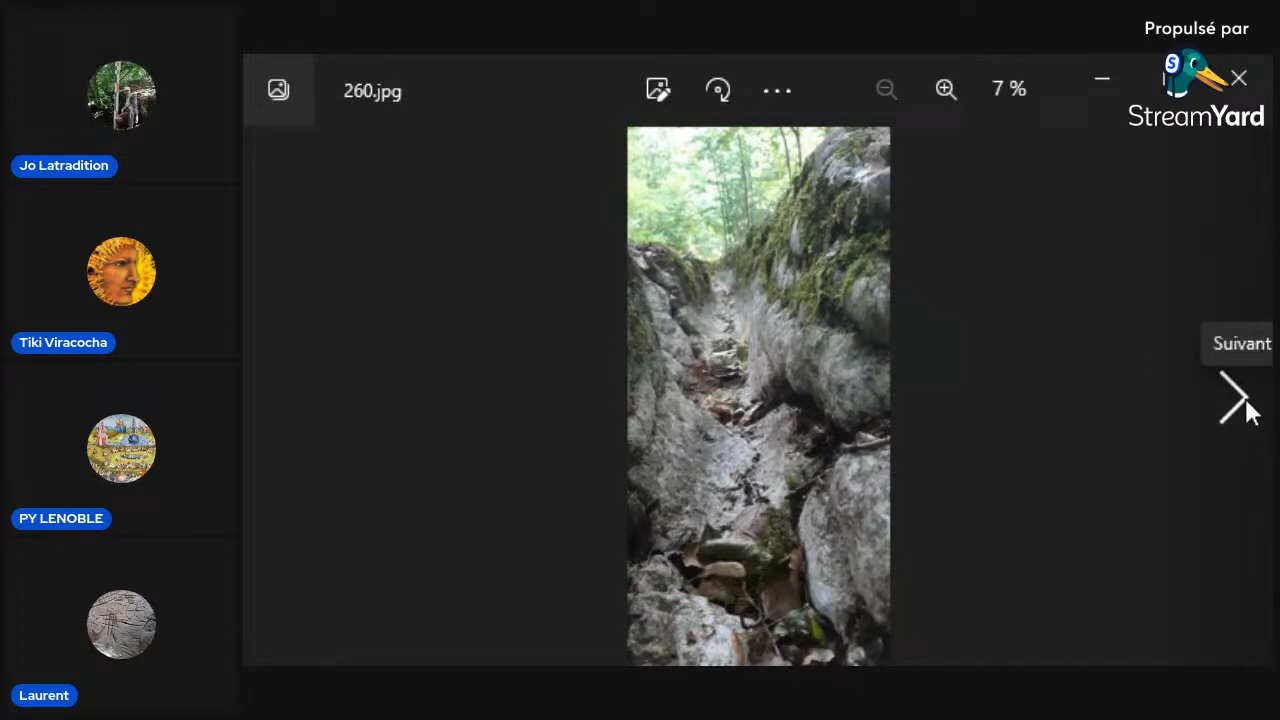 Propulsé par
StreamYard
260.jpg
7 %
Jo Latradition
Tiki Viracocha
Suivant
PY LENOBLE
Laurent